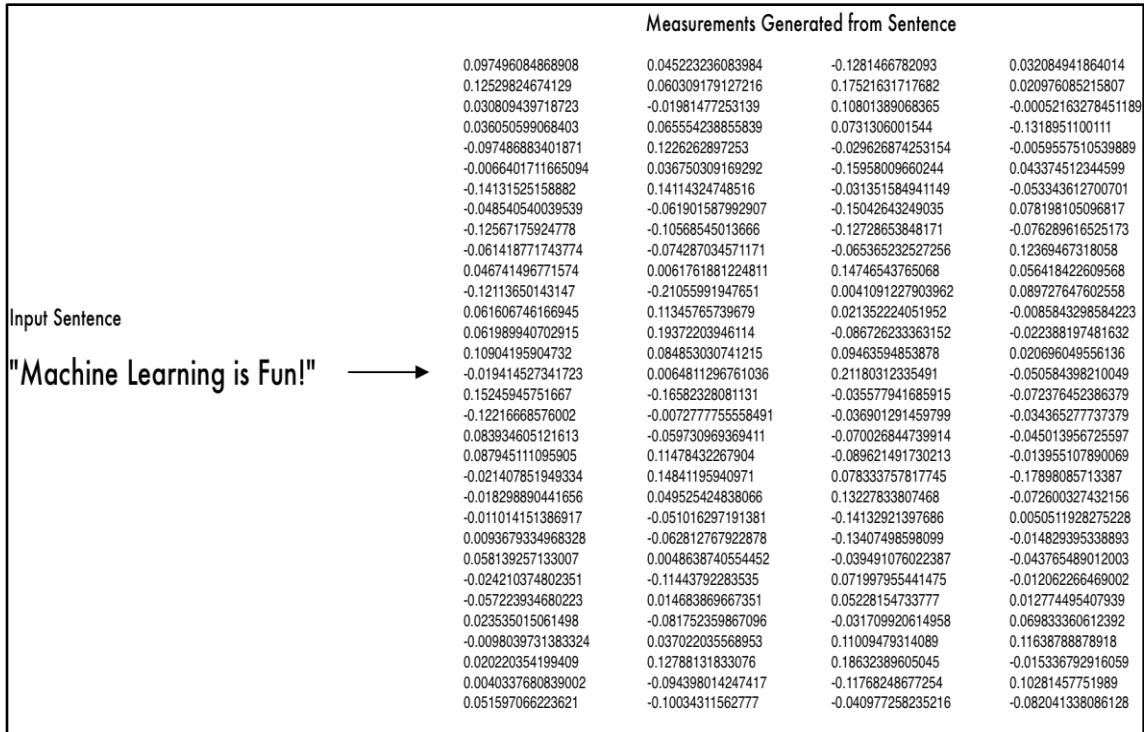 Measurements Generated from Sentence
0.097496084868908 0.045223236083984 -0.1281466782093 0.032084941864014
0.12529824674129 0.060309179127216 0.17521631717682 0.020976085215807
0.030809439718723 -0.01981477253139 0.10801389068365 -0.00052163278451189
0.036050599068403 0.065554238855839 0.0731306001544 -0.1318951100111
-0.097486883401871 0.1226262897253 -0.029626874253154 -0.0059557510539889
-0.0066401711665094 0.036750309169292 -0.15958009660244 0.043374512344599
-0.14131525158882 0.14114324748516 -0.031351584941149 -0.053343612700701
-0.048540540039539 -0.061901587992907 -0.15042643249035 0.078198105096817
-0.12567175924778 -0.10568545013666 -0.12728653848171 -0.076289616525173
-0.061418771743774 -0.074287034571171 -0.065365232527256 0.12369467318058
0.046741496771574 0.0061761881224811 0.14746543765068 0.056418422609568
-0.12113650143147 -0.21055991947651 0.0041091227903962 0.089727647602558
0.061606746166945 0.11345765739679 0.021352224051952 -0.0085843298584223
0.061989940702915 0.19372203946114 -0.086726233363152 -0.022388197481632
0.10904195904732 0.084853030741215 0.09463594853878 0.020696049556136
-0.019414527341723 0.0064811296761036 0.21180312335491 -0.050584398210049
0.15245945751667 -0.16582328081131 -0.035577941685915 -0.072376452386379
-0.12216668576002 -0.0072777755558491 -0.036901291459799 -0.034365277737379
0.083934605121613 -0.059730969369411 -0.070026844739914 -0.045013956725597
0.087945111095905 0.11478432267904 -0.089621491730213 -0.013955107890069
-0.021407851949334 0.14841195940971 0.078333757817745 -0.17898085713387
-0.018298890441656 0.049525424838066 0.13227833807468 -0.072600327432156
-0.011014151386917 -0.051016297191381 -0.14132921397686 0.0050511928275228
0.0093679334968328 -0.062812767922878 -0.13407498598099 -0.014829395338893
0.058139257133007 0.0048638740554452 -0.039491076022387 -0.043765489012003
-0.024210374802351 -0.11443792283535 0.071997955441475 -0.012062266469002
-0.057223934680223 0.014683869667351 0.05228154733777 0.012774495407939
0.023535015061498 -0.081752359867096 -0.031709920614958 0.069833360612392
-0.0098039731383324 0.037022035568953 0.11009479314089 0.11638788878918
0.020220354199409 0.12788131833076 0.18632389605045 -0.015336792916059
0.0040337680839002 -0.094398014247417 -0.11768248677254 0.10281457751989
0.051597066223621 -0.10034311562777 -0.040977258235216 -0.082041338086128
Input Sentence
"Machine Learning is Fun!"